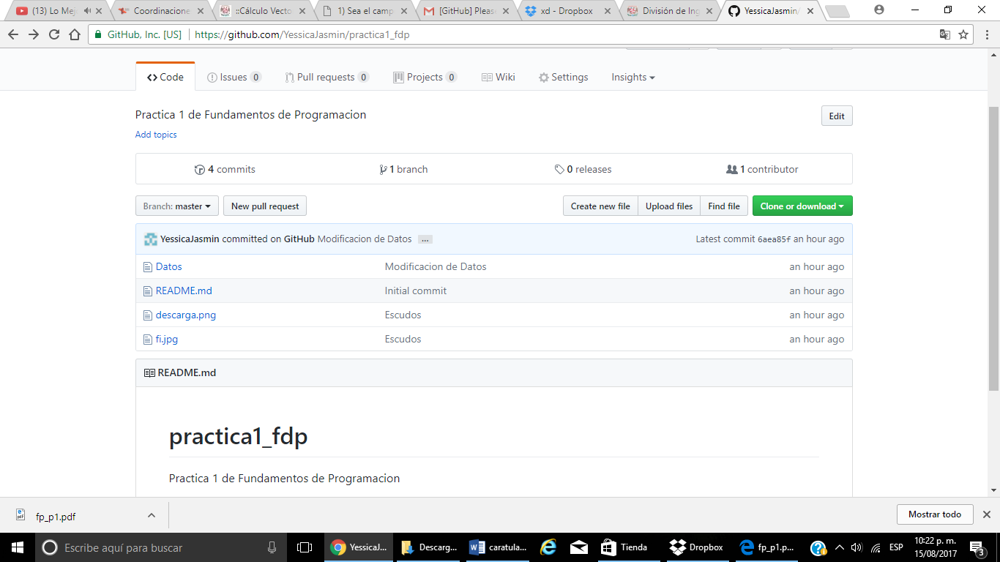 (13) Lo Mej
Coordinacione
::Cálculo Vecto
1) Sea el camp
[GitHub] Pleas
xd - Dropbox
División de Ing
YessicaJasmin/
GitHub, Inc. [US] https://github.com/YessicaJasmin/practica1_fdp
Code
Issues 0
Pull requests 0
Projects 0
Wiki
Settings
Insights
Practica 1 de Fundamentos de Programacion
Edit
Add topics
4 commits
1 branch
0 releases
1 contributor
Branch: master
New pull request
Create new file
Upload files
Find file
Clone or download
YessicaJasmin committed on GitHub Modificacion de Datos ...
Latest commit 6aea85f an hour ago
Datos Modificacion de Datos an hour ago
README.md Initial commit an hour ago
descarga.png Escudos an hour ago
fi.jpg Escudos an hour ago
README.md
practica1_fdp
Practica 1 de Fundamentos de Programacion
fp_p1.pdf
Mostrar todo
Escribe aquí para buscar
YessicaJ...
Descarg...
caratula...
Tienda
Dropbox
fp_p1.p...
ESP
10:22 p. m.
15/08/2017
3